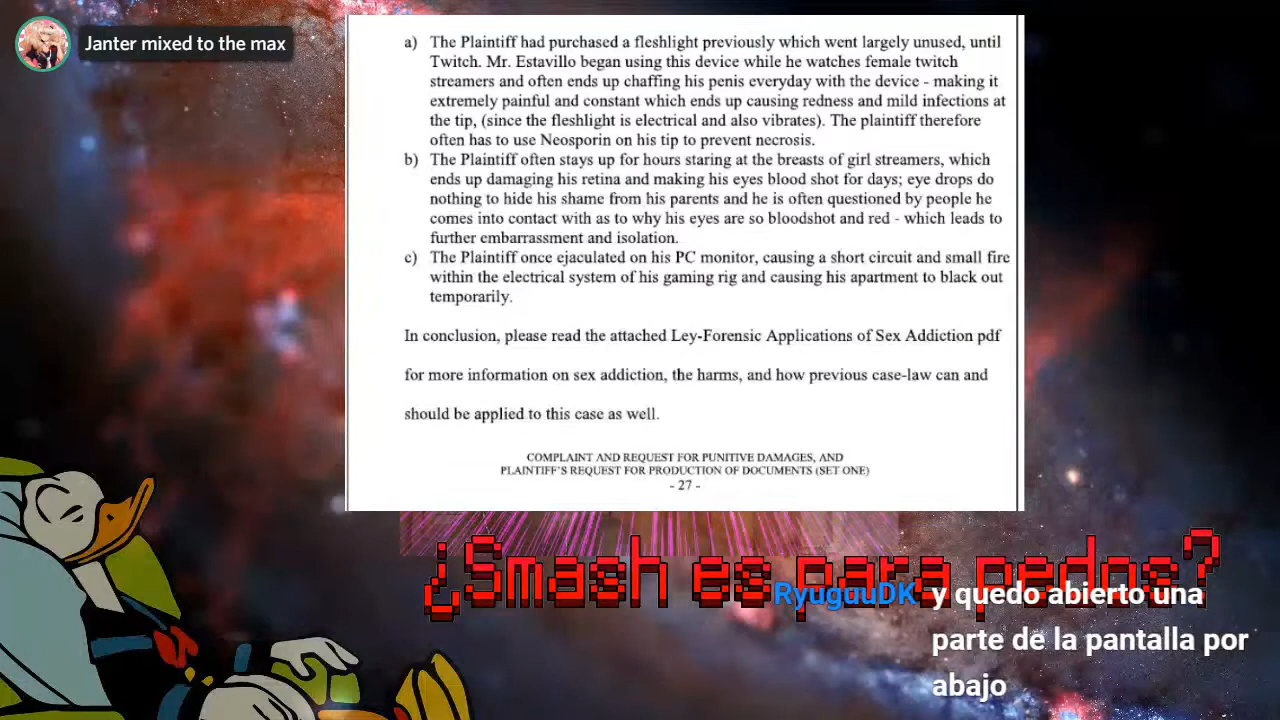 Janter mixed to the max
a) The Plaintiff had purchased a fleshlight previously which went largely unused, until
Twitch. Mr. Estavillo began using this device while he watches female twitch
streamers and often ends up chaffing his penis everyday with the device - making it
extremely painful and constant which ends up causing redness and mild infections at
the tip, (since the fleshlight is electrical and also vibrates). The plaintiff therefore
often has to use Neosporin on his tip to prevent necrosis.
b) The Plaintiff often stays up for hours staring at the breasts of girl streamers, which
ends up damaging his retina and making his eyes blood shot for days; eye drops do
nothing to hide his shame from his parents and he is often questioned by people he
comes into contact with as to why his eyes are so bloodshot and red - which leads to
further embarrassment and isolation.
c) The Plaintiff once ejaculated on his PC monitor, causing a short circuit and small fire
within the electrical system of his gaming rig and causing his apartment to black out
temporarily.
In conclusion, please read the attached Ley-Forensic Applications of Sex Addiction pdf
for more information on sex addiction, the harms, and how previous case-law can and
should be applied to this case as well.
COMPLAINT AND REQUEST FOR PUNITIVE DAMAGES, AND
PLAINTIFF'S REQUEST FOR PRODUCTION OF DOCUMENTS (SET ONE)
- 27 -
¿Smash es para pedos?
RyuguuDK y quedo abierto una
parte de la pantalla por
abajo